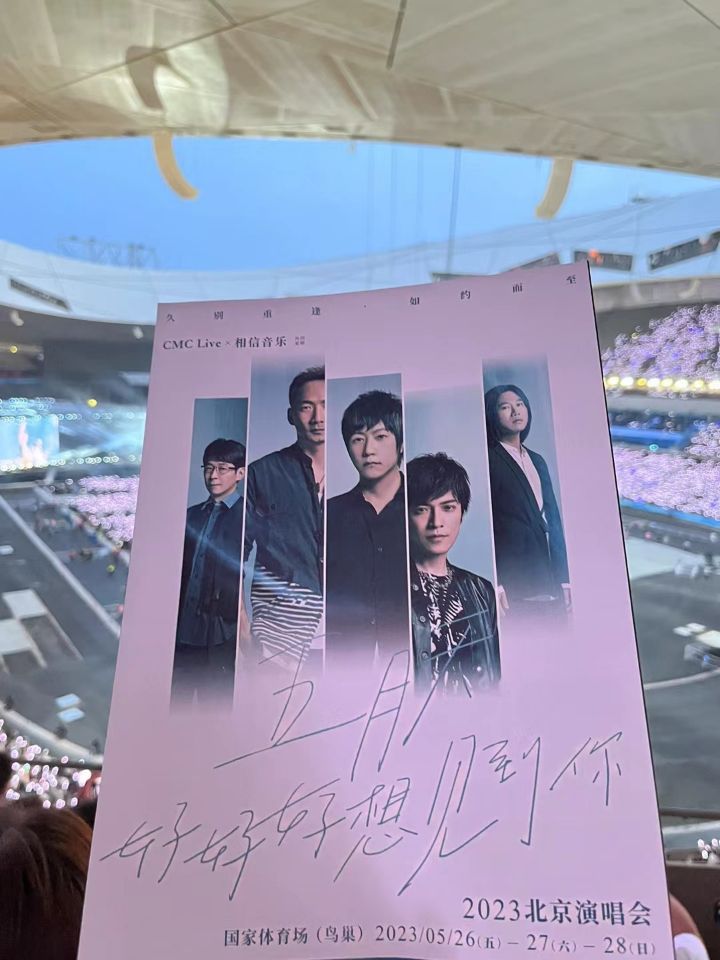 久别重逢·如约而至
CMC Live×相信音乐
五月天
好好好想见到你
2023北京演唱会
国家体育场（鸟巢）2023/05/26(五)－27(六)－28(日)